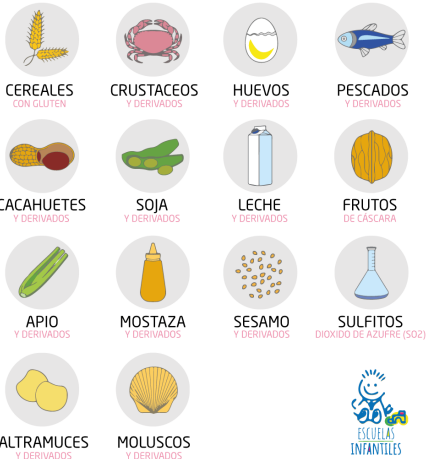 CEREALES
CON GLUTEN
CRUSTACEOS
Y DERIVADOS
HUEVOS
Y DERIVADOS
PESCADOS
Y DERIVADOS
CACAHUETES
Y DERIVADOS
SOJA
Y DERIVADOS
LECHE
Y DERIVADOS
FRUTOS
DE CÁSCARA
APIO
Y DERIVADOS
MOSTAZA
Y DERIVADOS
SESAMO
Y DERIVADOS
SULFITOS
DIOXIDO DE AZUFRE (SO2)
ALTRAMUCES
Y DERIVADOS
MOLUSCOS
Y DERIVADOS
ESCUELAS
INFANTILES